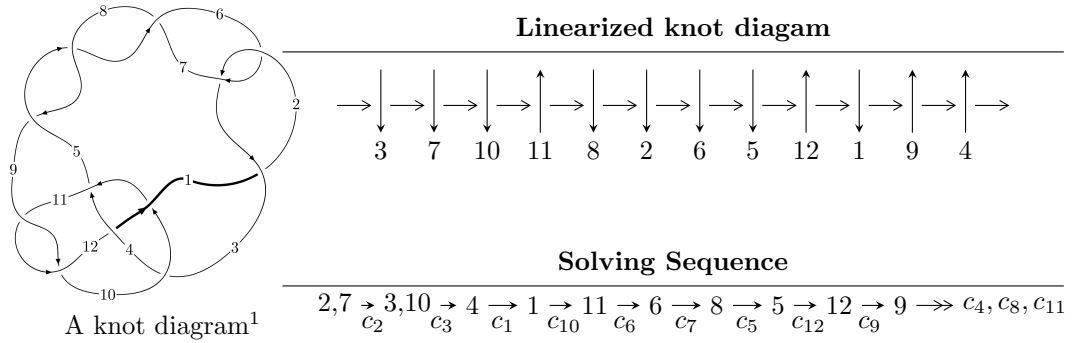 8
6
7
2
5
9
1
11
3
12
4
10
A knot diagram¹
Linearized knot diagam
3 7 10 11 8 2 6 5 12 1 9 4
Solving Sequence
2,7 3,10 4 1 11 6 8 5 12 9 c₄, c₈, c₁₁
c₂ c₃ c₁ c₁₀ c₆ c₇ c₅ c₁₂ c₉